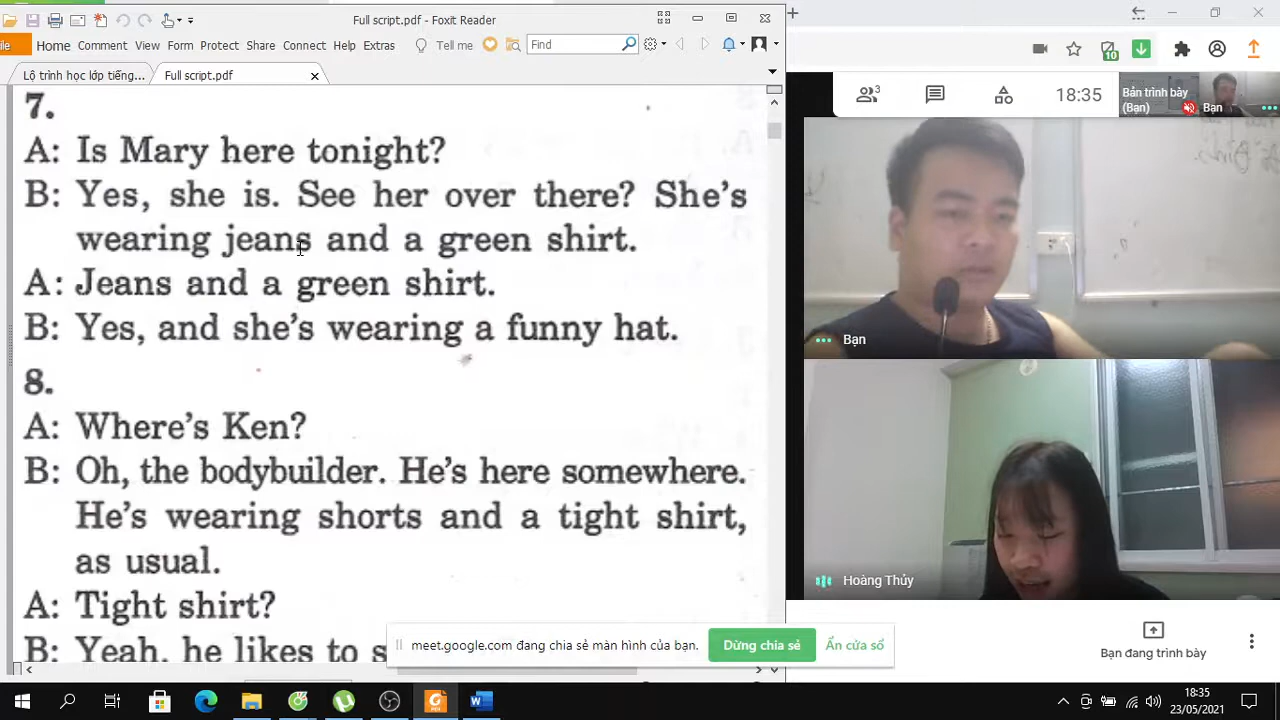 Full script.pdf - Foxit Reader
File Home Comment View Form Protect Share Connect Help Extras Tell me Find
Lộ trình học lớp tiếng...
Full script.pdf
7.
A: Is Mary here tonight?
B: Yes, she is. See her over there? She's
wearing jeans and a green shirt.
A: Jeans and a green shirt.
B: Yes, and she's wearing a funny hat.
8.
A: Where's Ken?
B: Oh, the bodybuilder. He's here somewhere.
He's wearing shorts and a tight shirt,
as usual.
A: Tight shirt?
B: Yeah, he likes to s
meet.google.com đang chia sẻ màn hình của bạn.
Dừng chia sẻ
Ẩn cửa sổ
10
3
18:35
Bản trình bày
(Bạn)
Bạn
Bạn
Hoàng Thủy
Bạn đang trình bày
18:35
23/05/2021